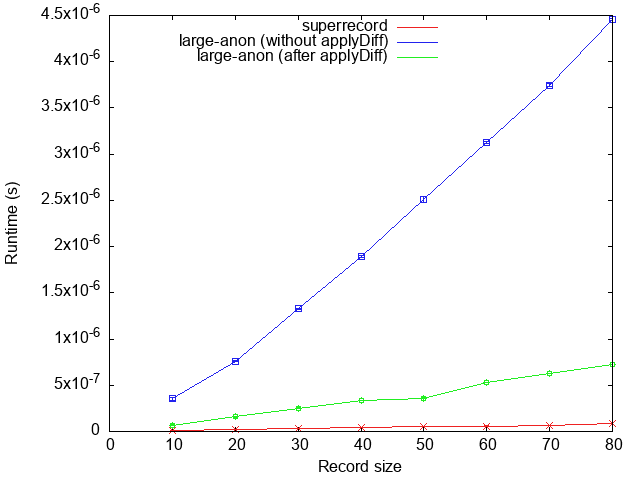 superrecord
large-anon (without applyDiff)
large-anon (after applyDiff)
4.5x10^-6
4x10^-6
3.5x10^-6
3x10^-6
2.5x10^-6
2x10^-6
1.5x10^-6
1x10^-6
5x10^-7
0
Runtime (s)
0 10 20 30 40 50 60 70 80
Record size